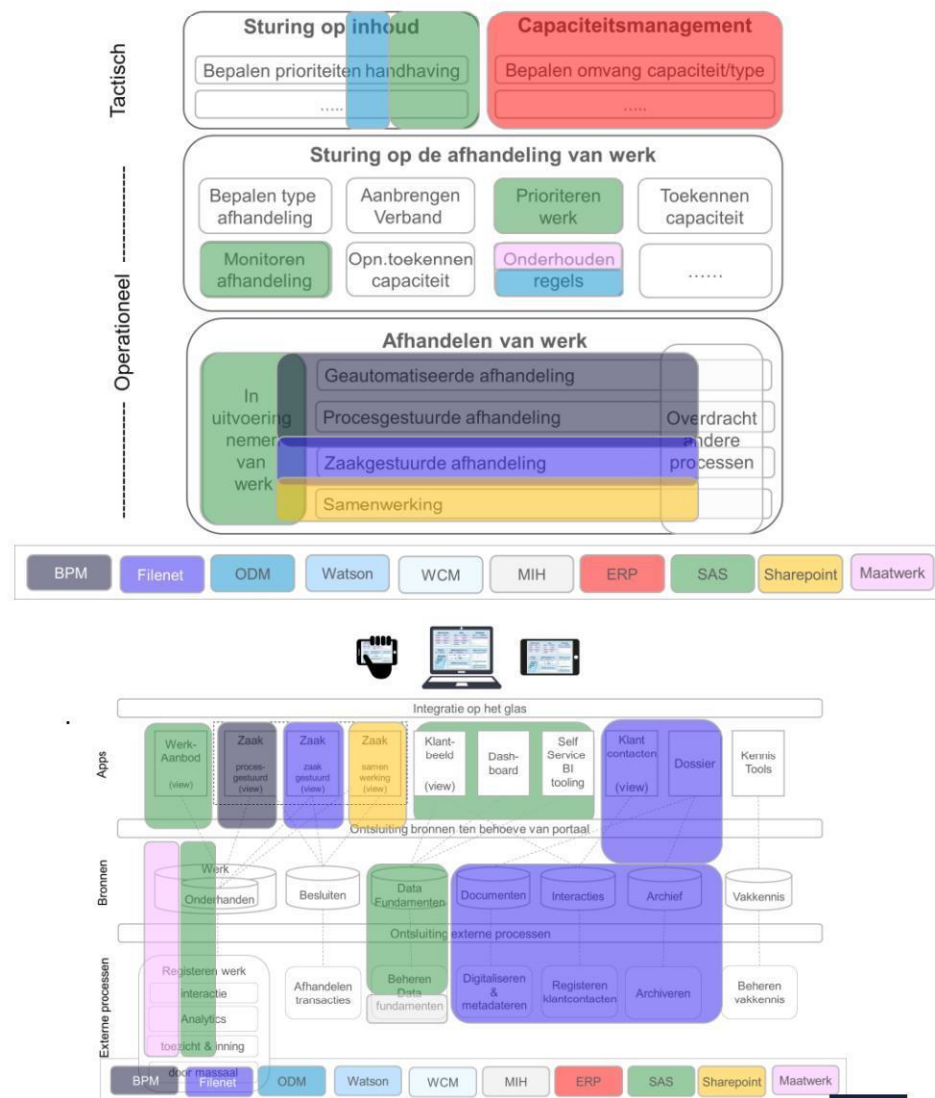 Tactisch
Sturing op inhoud
Bepalen prioriteiten handhaving
.....
Capaciteitsmanagement
Bepalen omvang capaciteit/type
.....
Operationeel
Sturing op de afhandeling van werk
Bepalen type
afhandeling
Aanbrengen
Verband
Prioriteren
werk
Toekennen
capaciteit
Monitoren
afhandeling
Opn.toekennen
capaciteit
Onderhouden
regels
......
Afhandelen van werk
In
uitvoering
nemen
van
werk
Geautomatiseerde afhandeling
Procesgestuurde afhandeling
Zaakgestuurde afhandeling
Samenwerking
Overdracht
andere
processen
BPM
Filenet
ODM
Watson
WCM
MIH
ERP
SAS
Sharepoint
Maatwerk
Integratie op het glas
Apps
Werk-
Aanbod
(view)
Zaak
proces-
gestuurd
(view)
Zaak
zaak
gestuurd
(view)
Zaak
samen
werking
(view)
Klant-
beeld
(view)
Dash-
board
Self
Service
BI
tooling
Klant
contacten
(view)
Dossier
Kennis
Tools
Ontsluiting bronnen ten behoeve van portaal
Bronnen
Werk
Onderhanden
Besluiten
Data
Fundamenten
Documenten
Interacties
Archief
Vakkennis
Ontsluiting externe processen
Externe processen
Registeren werk
interactie
Analytics
toezicht & inning
door massaal
Afhandelen
transacties
Beheren
Data
fundamenten
Digitaliseren
&
metadateren
Registeren
klantcontacten
Archiveren
Beheren
vakkennis
BPM
Filenet
ODM
Watson
WCM
MIH
ERP
SAS
Sharepoint
Maatwerk